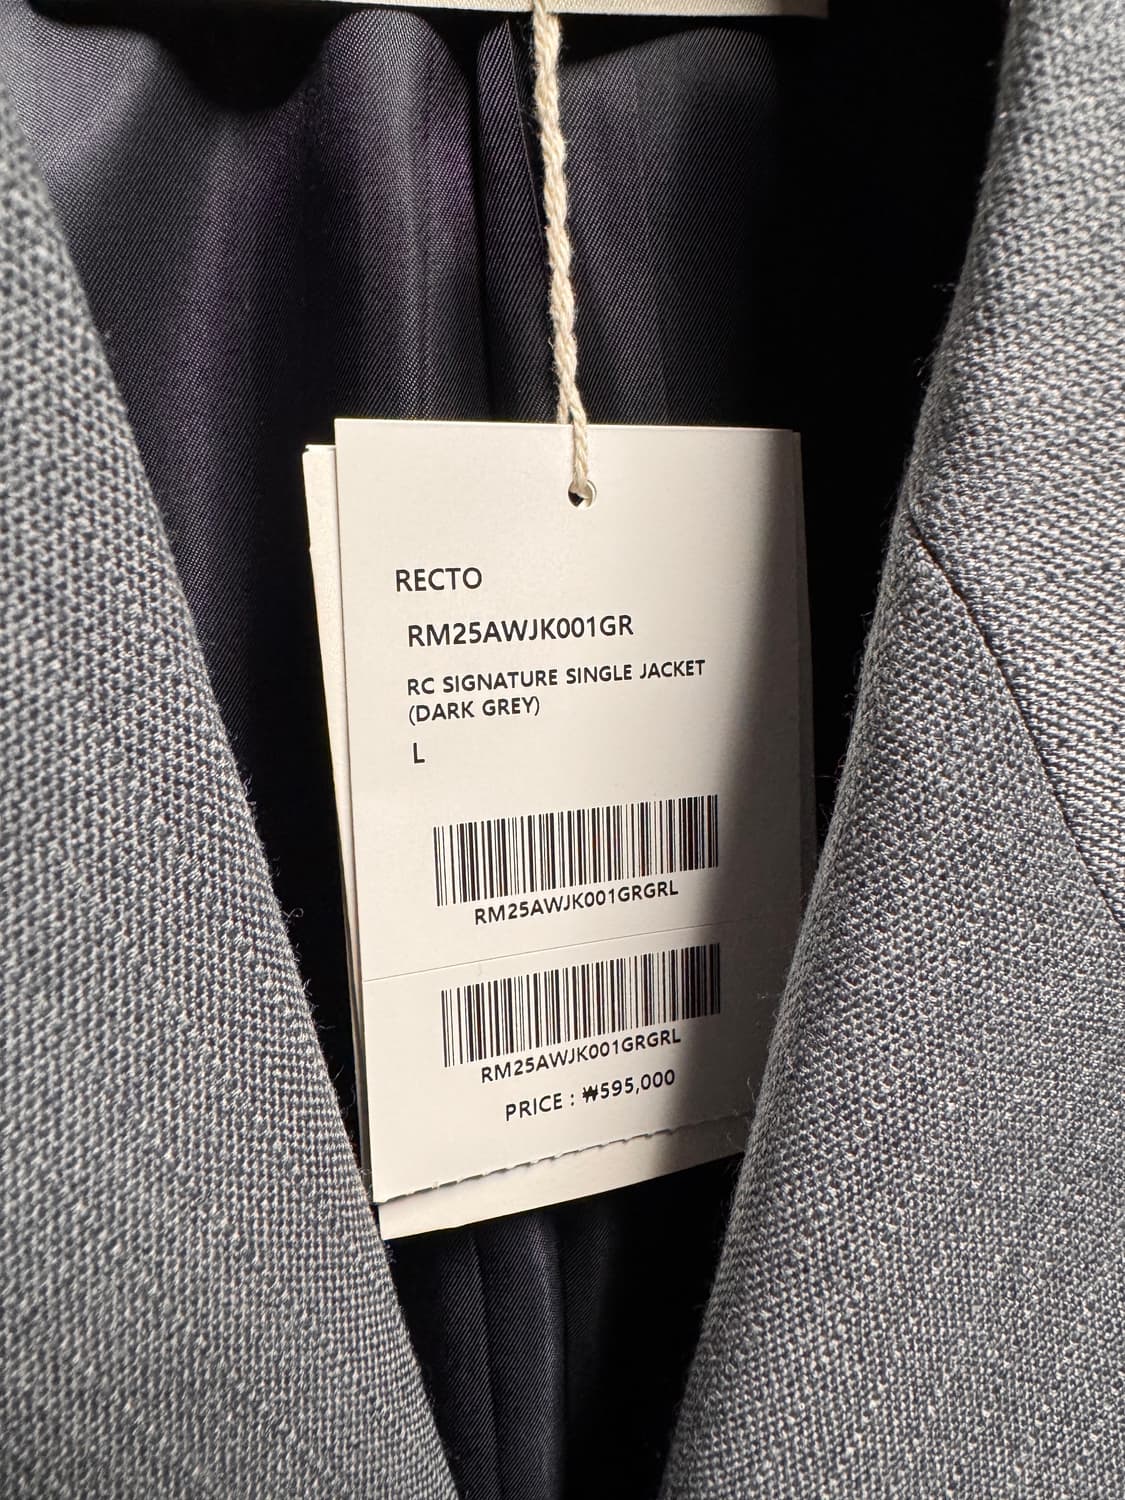 RECTO
RM25AWJK001GR
RC SIGNATURE SINGLE JACKET
(DARK GREY)
L
RM25AWJK001GRGRL
RM25AWJK001GRGRL
PRICE : ₩595,000